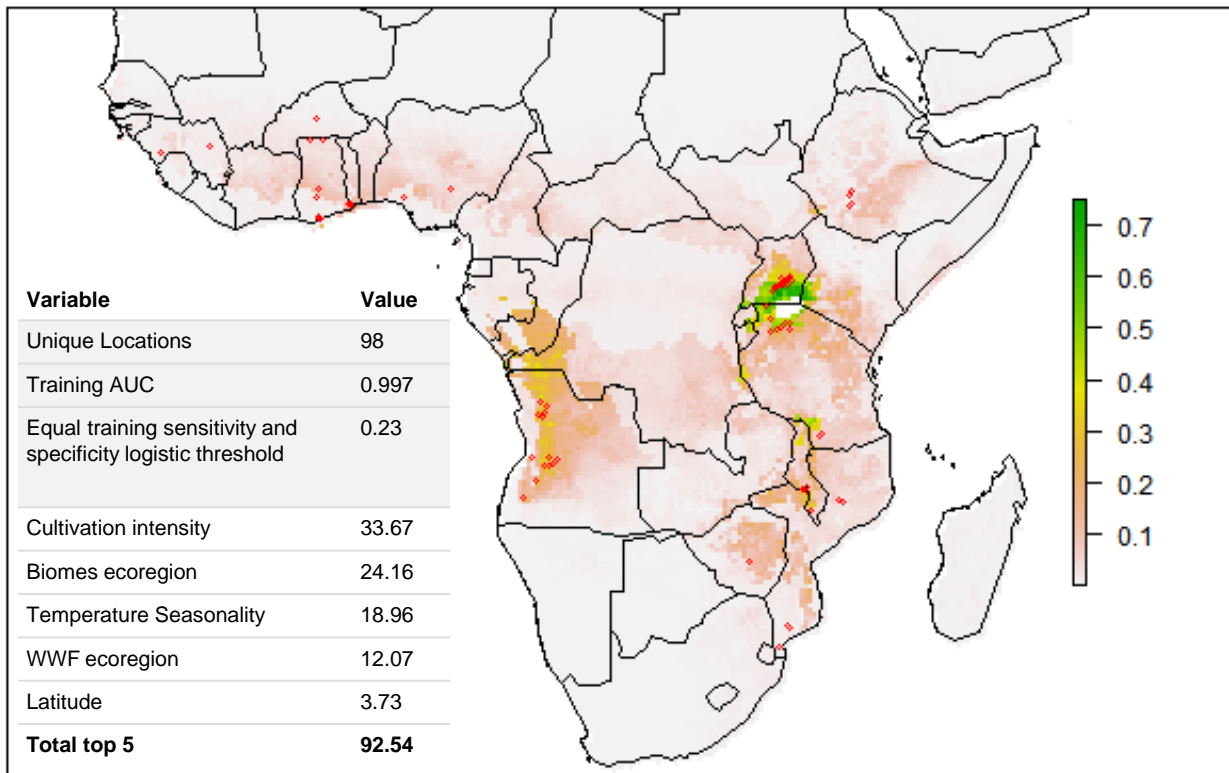 Variable Value
Unique Locations 98
Training AUC 0.997
Equal training sensitivity and 0.23
specificity logistic threshold
Cultivation intensity 33.67
Biomes ecoregion 24.16
Temperature Seasonality 18.96
WWF ecoregion 12.07
Latitude 3.73
Total top 5 92.54
0.7
0.6
0.5
0.4
0.3
0.2
0.1